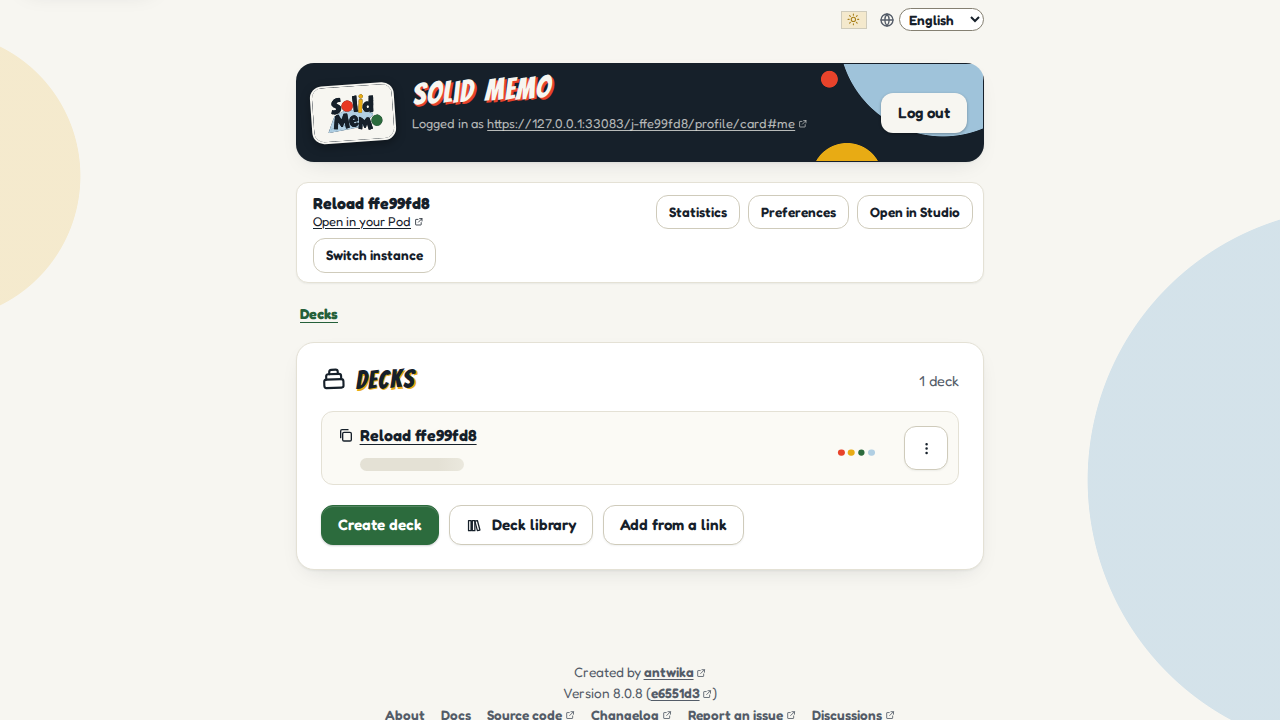 English
Solid Memo
SOLID MEMO
Logged in as https://127.0.0.1:33083/j-ffe99fd8/profile/card#me
Log out
Reload ffe99fd8
Open in your Pod
Statistics
Preferences
Open in Studio
Switch instance
Decks
DECKS
1 deck
Reload ffe99fd8
Create deck
Deck library
Add from a link
Created by antwika
Version 8.0.8 (e6551d3)
About Docs Source code Changelog Report an issue Discussions